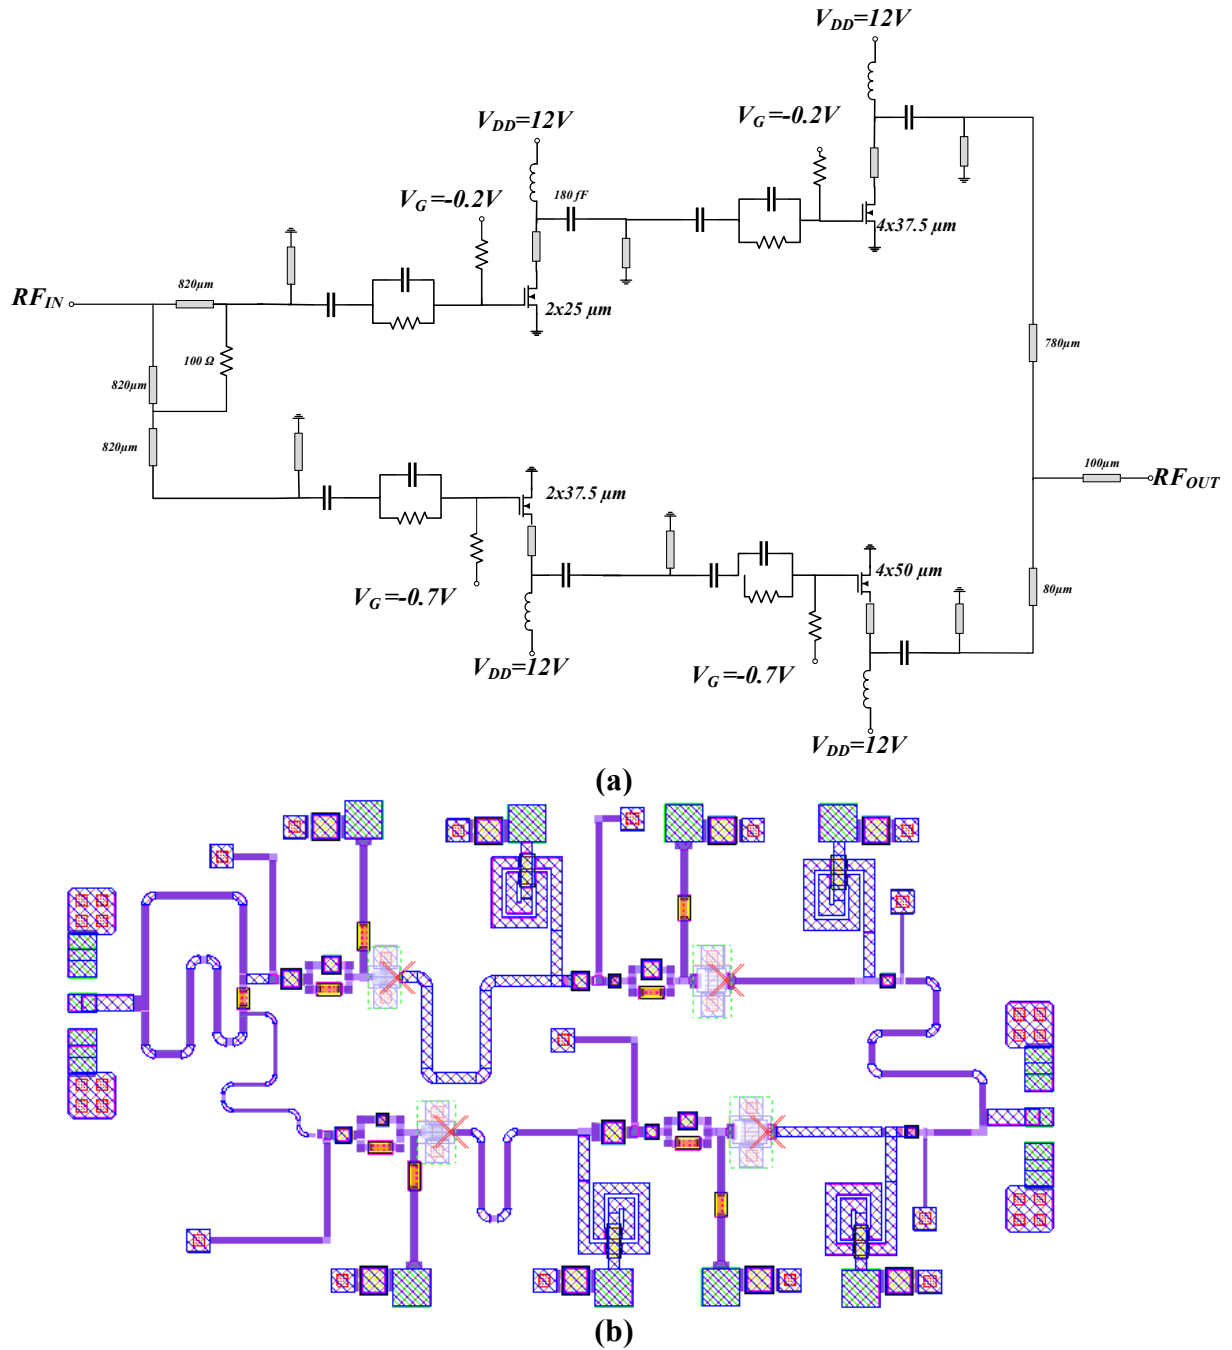 V_DD=12V
V_DD=12V
V_G=-0.2V
V_G=-0.2V
180 fF
4x37.5 μm
RF_IN
820μm
2x25 μm
100 Ω
780μm
820μm
820μm
100μm
RF_OUT
2x37.5 μm
4x50 μm
80μm
V_G=-0.7V
V_DD=12V
V_G=-0.7V
V_DD=12V
(a)
(b)